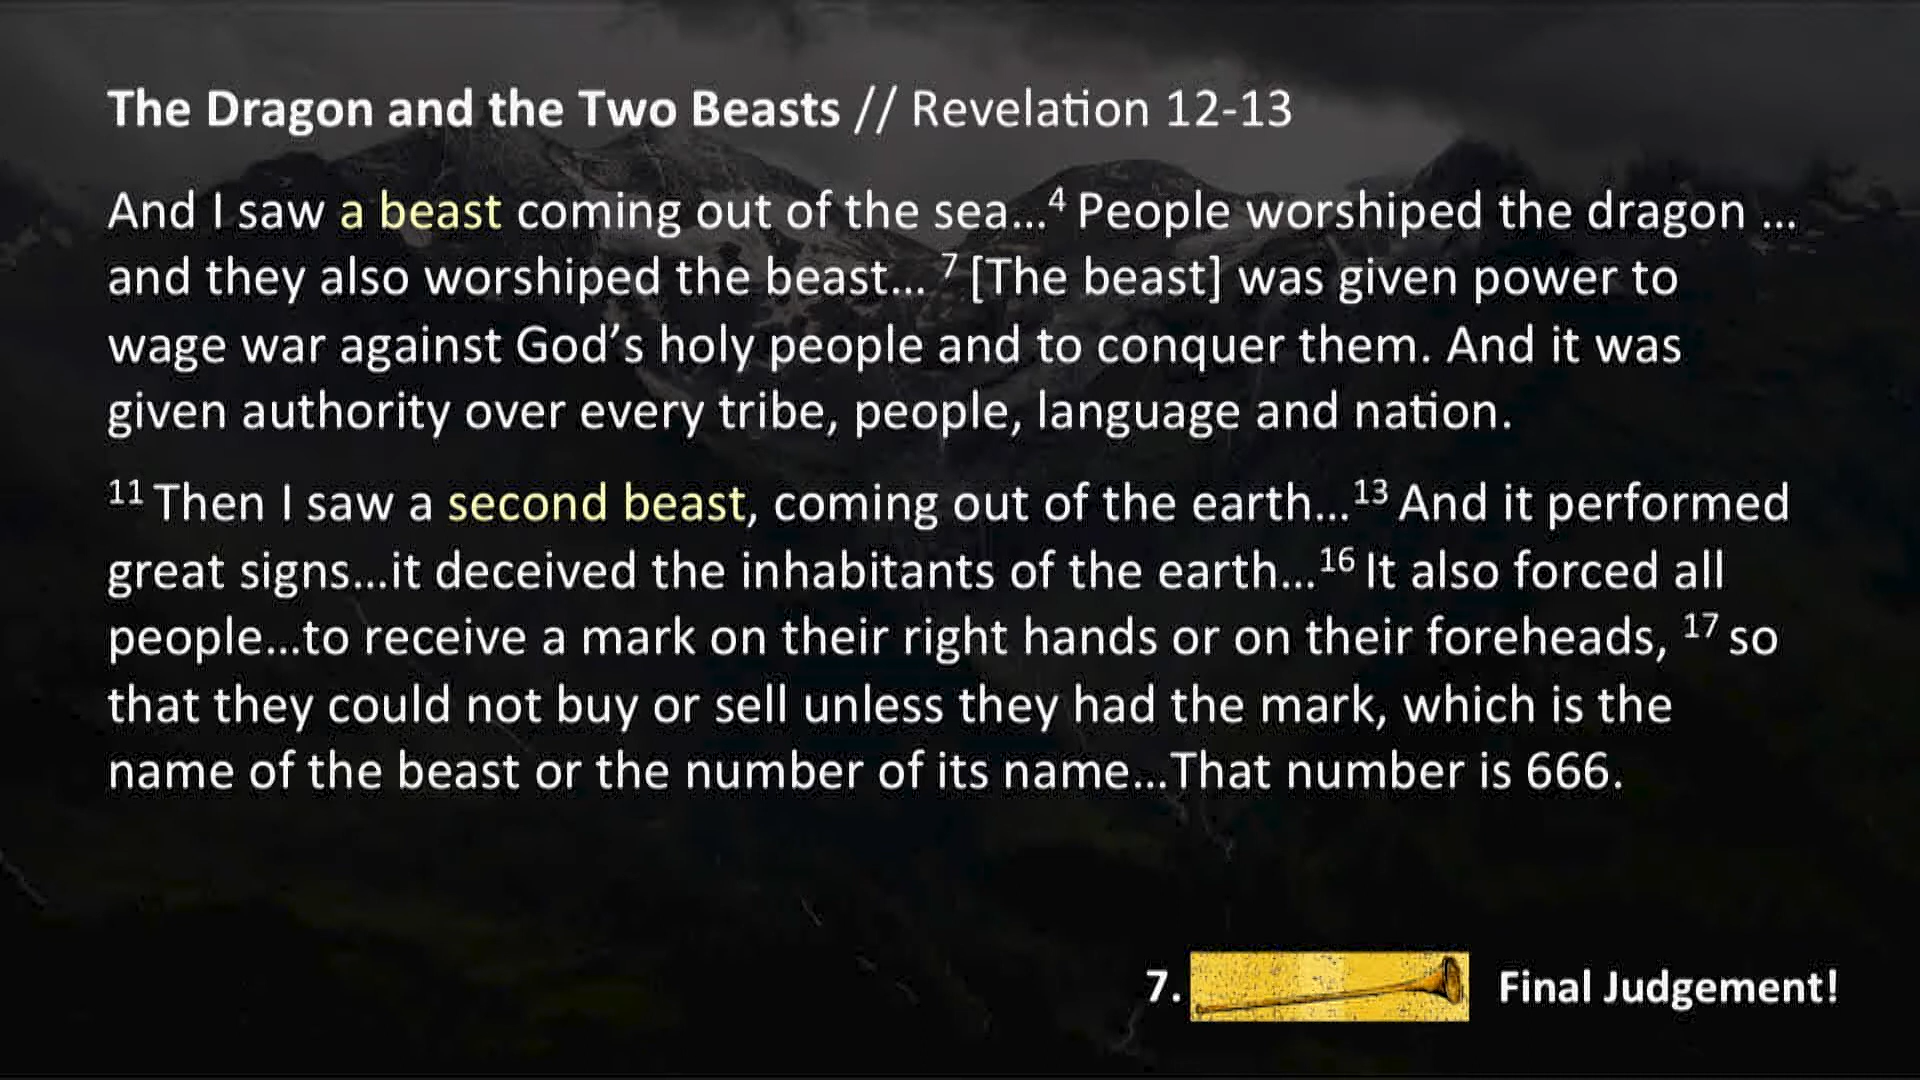 The Dragon and the Two Beasts // Revelation 12-13
And I saw a beast coming out of the sea...⁴ People worshiped the dragon ...
and they also worshiped the beast... ⁷ [The beast] was given power to
wage war against God’s holy people and to conquer them. And it was
given authority over every tribe, people, language and nation.
¹¹ Then I saw a second beast, coming out of the earth...¹³ And it performed
great signs...it deceived the inhabitants of the earth...¹⁶ It also forced all
people...to receive a mark on their right hands or on their foreheads, ¹⁷ so
that they could not buy or sell unless they had the mark, which is the
name of the beast or the number of its name...That number is 666.
7. Final Judgement!